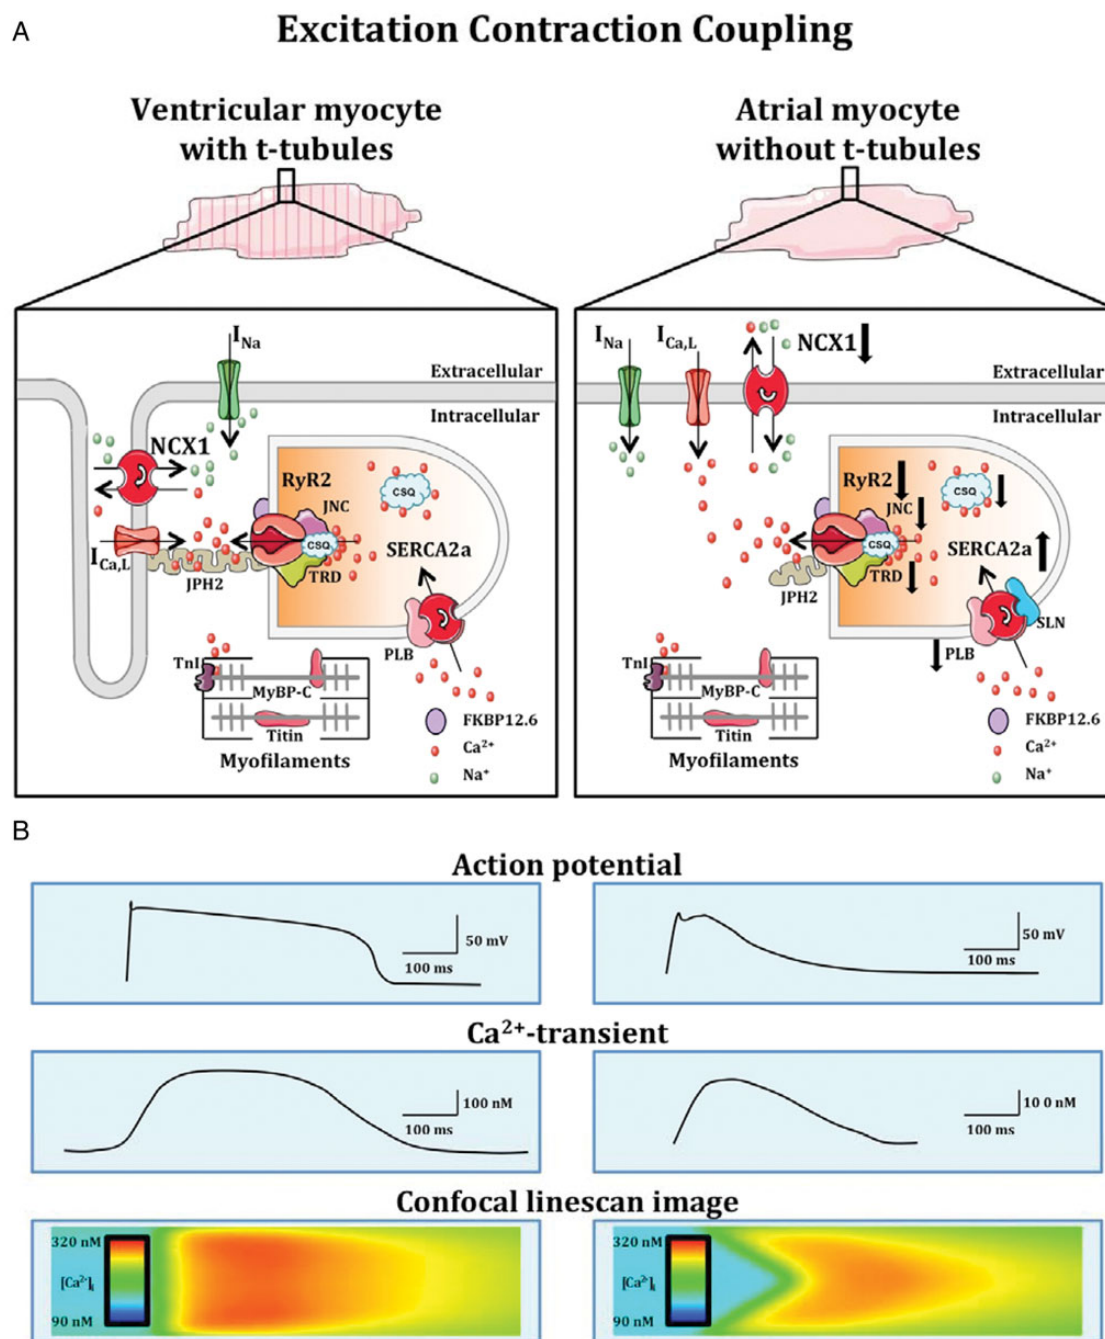 A
Excitation Contraction Coupling
Ventricular myocyte
with t-tubules
Atrial myocyte
without t-tubules
I_Na
Extracellular
Intracellular
NCX1
RyR2
JNC
CSQ
CSQ
SERCA2a
I_Ca,L
JPH2
TRD
PLB
TnI
MyBP-C
Titin
Myofilaments
FKBP12.6
Ca²⁺
Na⁺
I_Na
I_Ca,L
NCX1
Extracellular
Intracellular
RyR2
JNC
CSQ
CSQ
SERCA2a
JPH2
TRD
SLN
PLB
TnI
MyBP-C
Titin
Myofilaments
FKBP12.6
Ca²⁺
Na⁺
B
Action potential
50 mV
100 ms
50 mV
100 ms
Ca²⁺-transient
100 nM
100 ms
10 0 nM
100 ms
Confocal linescan image
320 nM
[Ca²⁺]i
90 nM
320 nM
[Ca²⁺]i
90 nM